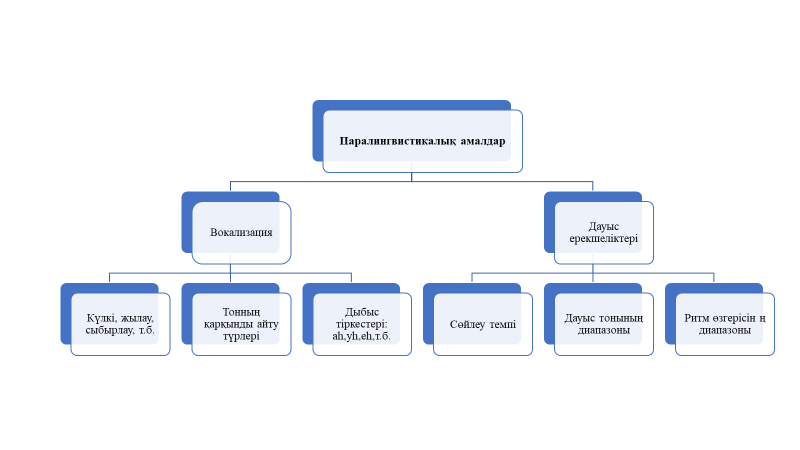 Паралингвистикалық амалдар
Вокализация
Дауыс
ерекшеліктері
Күлкі, жылау,
сыбырлау, т.б.
Тонның
қарқынды айту
түрлері
Дыбыс
тіркестері:
ah,yh,eh,т.б.
Сөйлеу темпі
Дауыс тонының
диапазоны
Ритм өзгерісін ң
диапазоны